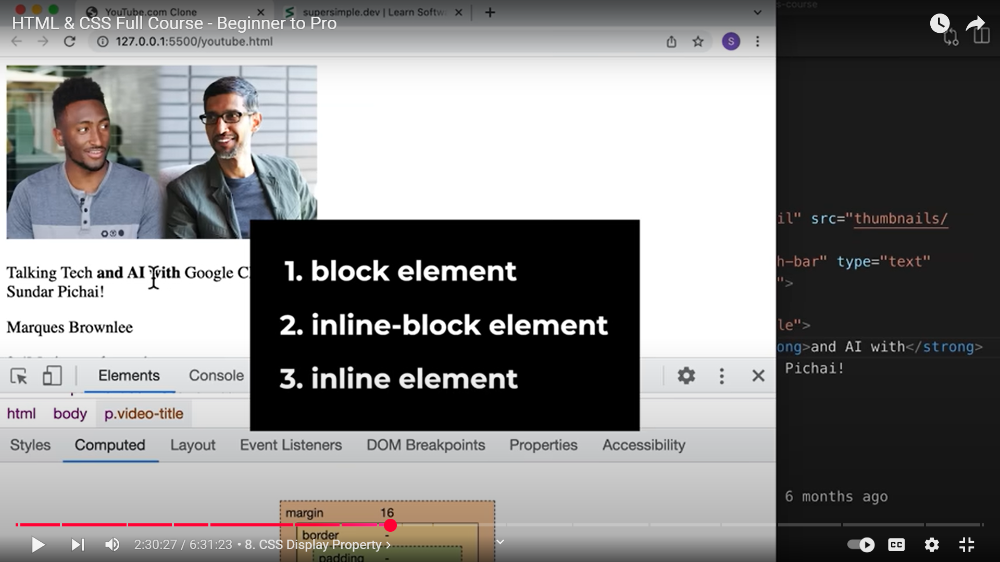 YouTube.com Clone
supersimple.dev | Learn Softw
s-course
HTML & CSS Full Course - Beginner to Pro
127.0.0.1:5500/youtube.html
S
il" src="thumbnails/
h-bar" type="text"
">
le">
ong>and AI with</strong>
Pichai!
6 months ago
Talking Tech and AI with Google C
Sundar Pichai!
Marques Brownlee
1. block element
2. inline-block element
3. inline element
Elements
Console
html
body
p.video-title
Styles
Computed
Layout
Event Listeners
DOM Breakpoints
Properties
Accessibility
margin
16
border
-
padding
-
2:30:27 / 6:31:23 • 8. CSS Display Property
CC